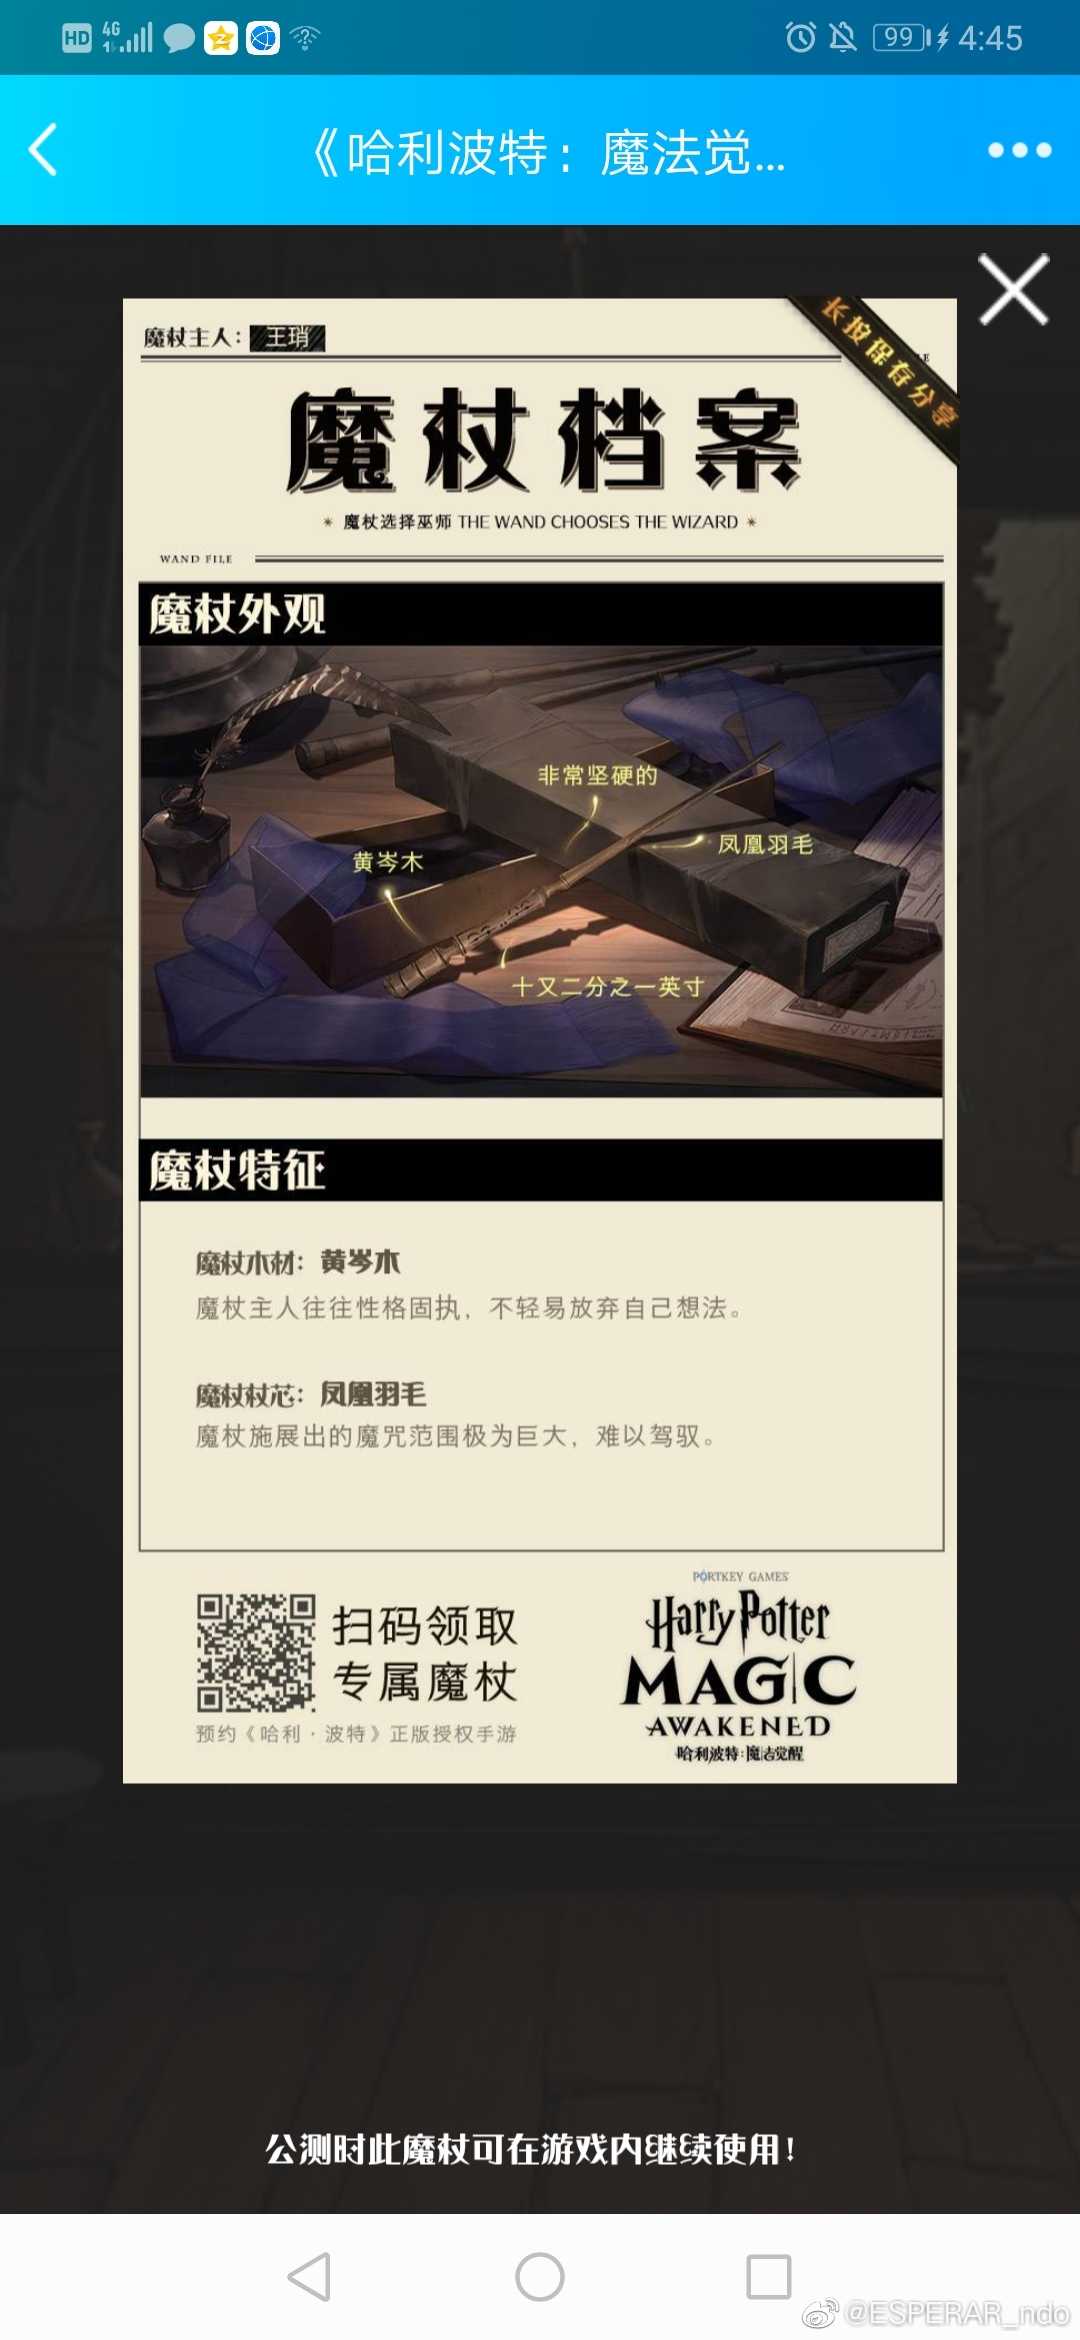 HD 4G 99 4:45
《哈利波特：魔法觉...
长按保存分享
魔杖主人：王琑
魔杖档案
* 魔杖选择巫师 THE WAND CHOOSES THE WIZARD *
WAND FILE
魔杖外观
非常坚硬的
凤凰羽毛
黄岑木
十又二分之一英寸
魔杖特征
魔杖木材：黄岑木
魔杖主人往往性格固执，不轻易放弃自己想法。
魔杖杖芯：凤凰羽毛
魔杖施展出的魔咒范围极为巨大，难以驾驭。
扫码领取
专属魔杖
预约《哈利·波特》正版授权手游
PORTKEY GAMES
Harry Potter
MAGIC
AWAKENED
哈利波特：魔法觉醒
公测时此魔杖可在游戏内继续使用！
@ESPERAR_ndo